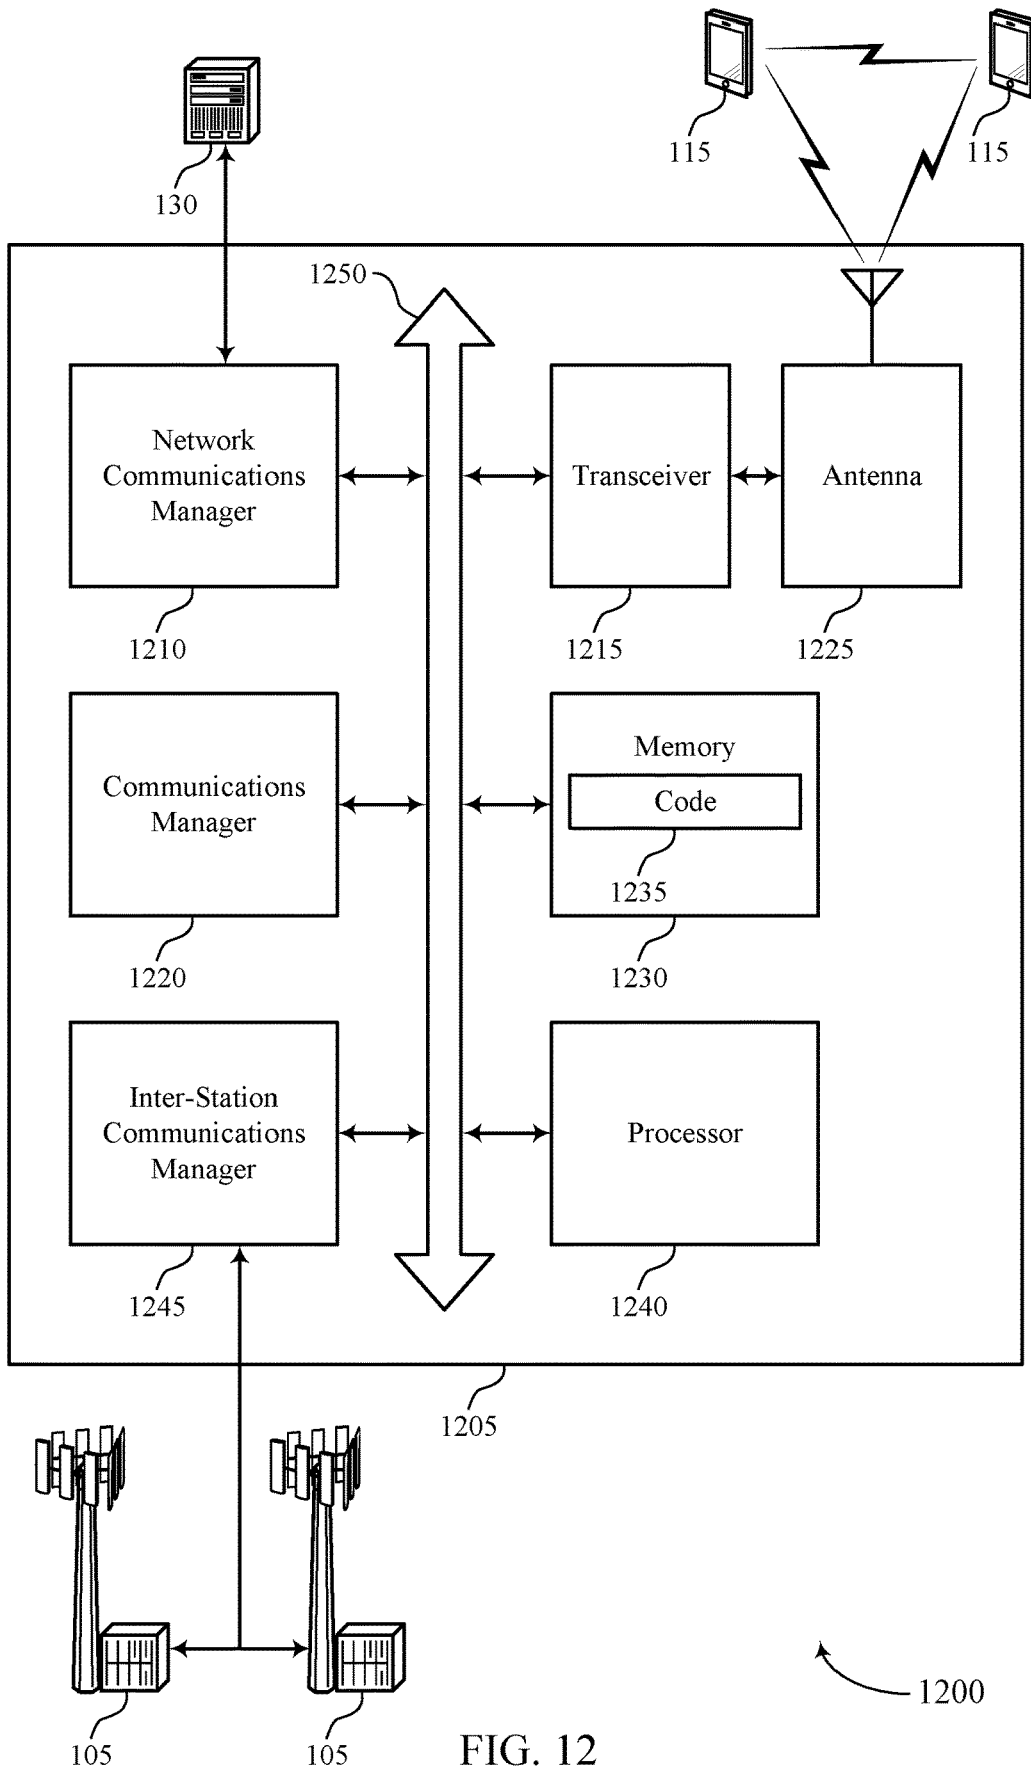 130
115
115
1250
Network
Communications
Manager
1210
Transceiver
1215
Antenna
1225
Communications
Manager
1220
Memory
Code
1235
1230
Inter-Station
Communications
Manager
1245
Processor
1240
1205
105
105
1200
FIG. 12